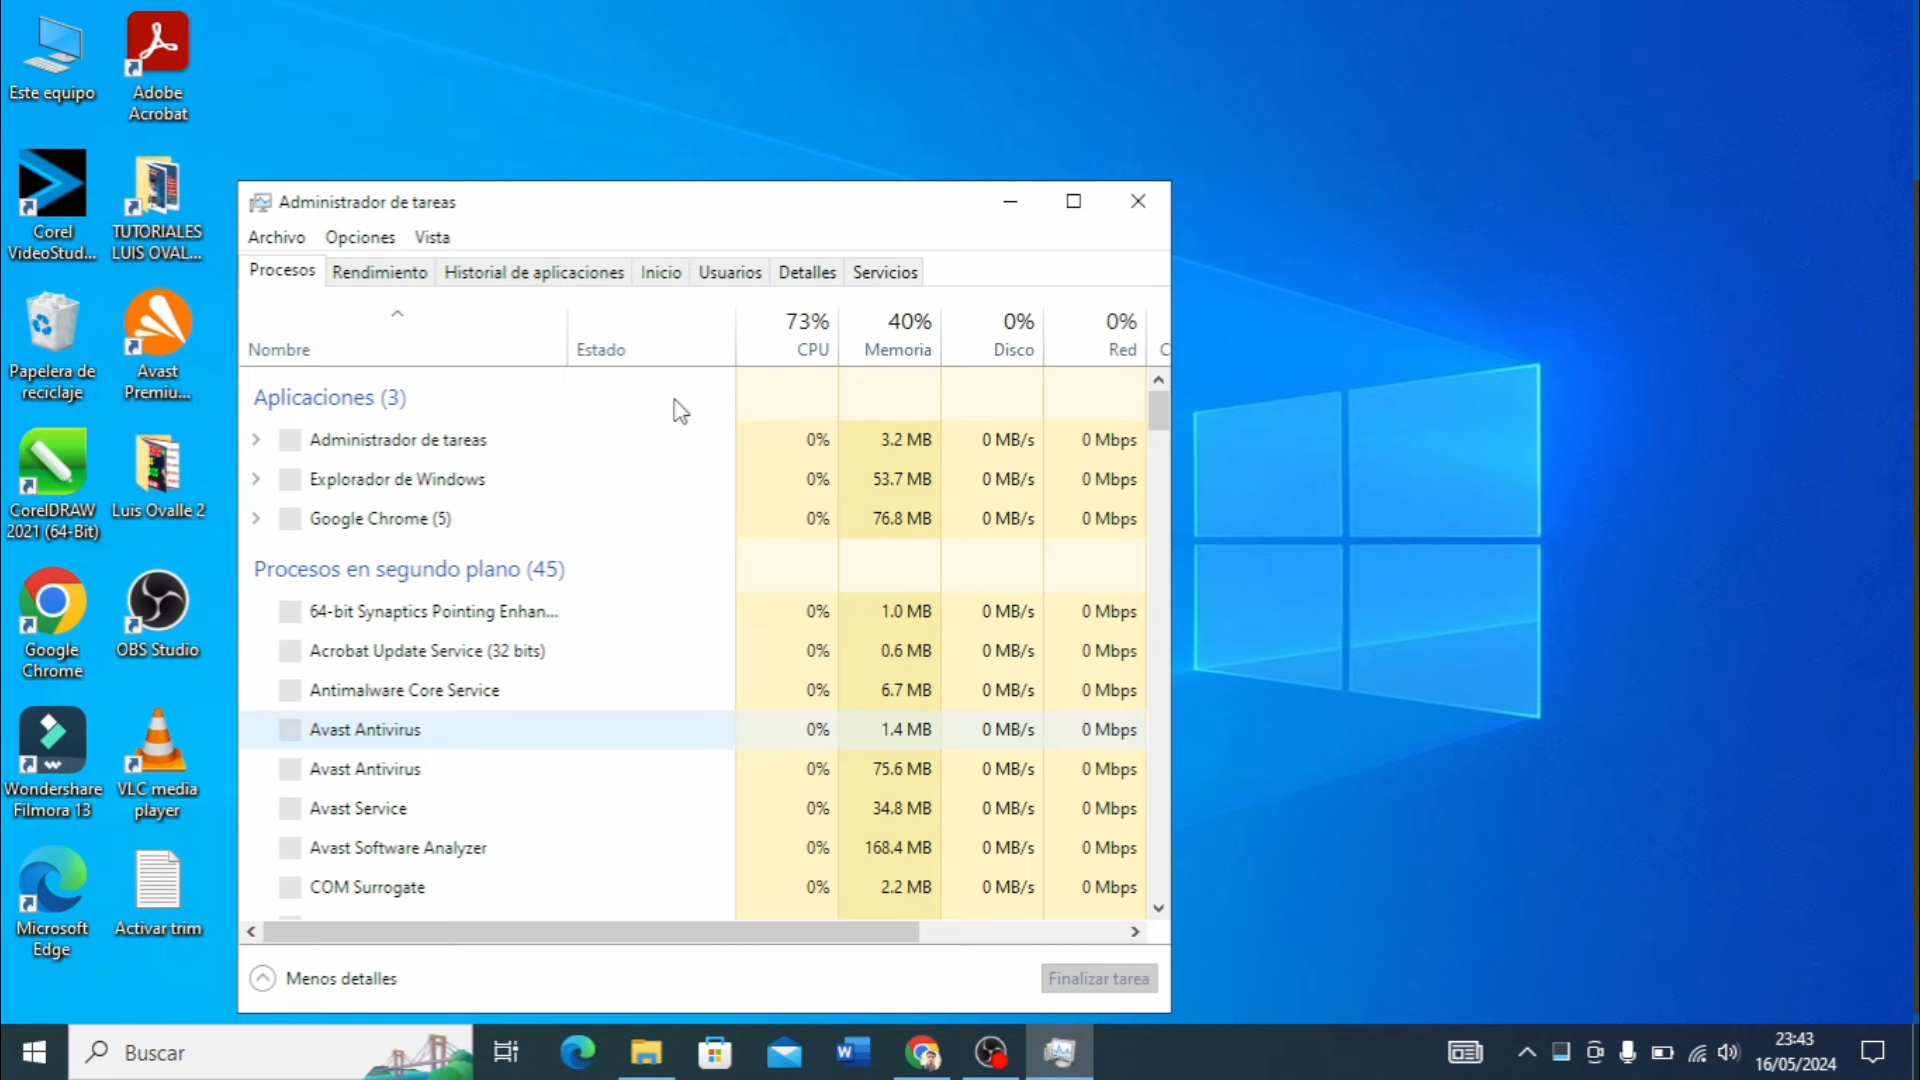 Este equipo
Adobe
Acrobat
Corel
VideoStud...
TUTORIALES
LUIS OVAL...
Papelera de
reciclaje
Avast
Premiu...
CorelDRAW
2021 (64-Bit)
Luis Ovalle 2
Google
Chrome
OBS Studio
Wondershare
Filmora 13
VLC media
player
Microsoft
Edge
Activar trim
Administrador de tareas
Archivo Opciones Vista
Procesos Rendimiento Historial de aplicaciones Inicio Usuarios Detalles Servicios
73% 40% 0% 0%
Nombre Estado CPU Memoria Disco Red C
Aplicaciones (3)
Administrador de tareas 0% 3.2 MB 0 MB/s 0 Mbps
Explorador de Windows 0% 53.7 MB 0 MB/s 0 Mbps
Google Chrome (5) 0% 76.8 MB 0 MB/s 0 Mbps
Procesos en segundo plano (45)
64-bit Synaptics Pointing Enhan... 0% 1.0 MB 0 MB/s 0 Mbps
Acrobat Update Service (32 bits) 0% 0.6 MB 0 MB/s 0 Mbps
Antimalware Core Service 0% 6.7 MB 0 MB/s 0 Mbps
Avast Antivirus 0% 1.4 MB 0 MB/s 0 Mbps
Avast Antivirus 0% 75.6 MB 0 MB/s 0 Mbps
Avast Service 0% 34.8 MB 0 MB/s 0 Mbps
Avast Software Analyzer 0% 168.4 MB 0 MB/s 0 Mbps
COM Surrogate 0% 2.2 MB 0 MB/s 0 Mbps
Menos detalles Finalizar tarea
Buscar
W
23:43
16/05/2024